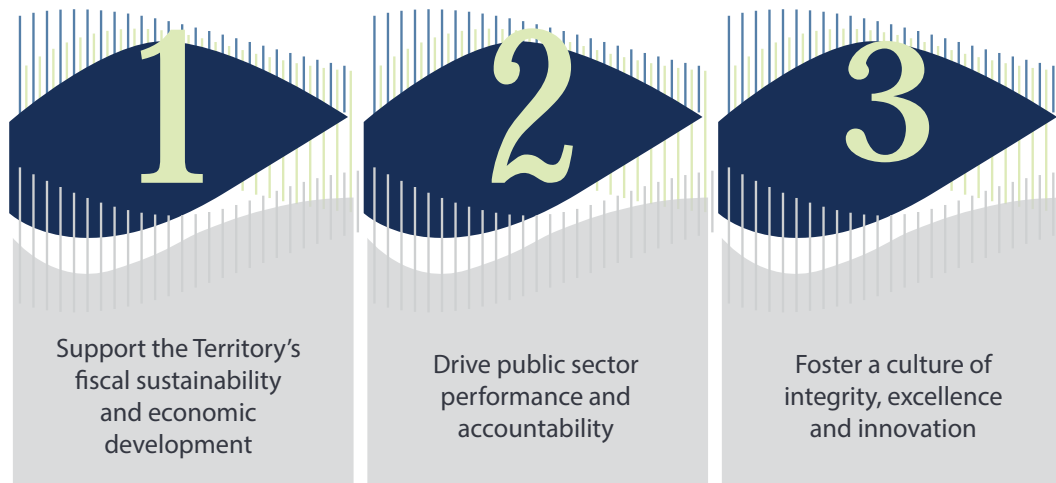 1
Support the Territory’s
fiscal sustainability
and economic
development
2
Drive public sector
performance and
accountability
3
Foster a culture of
integrity, excellence
and innovation